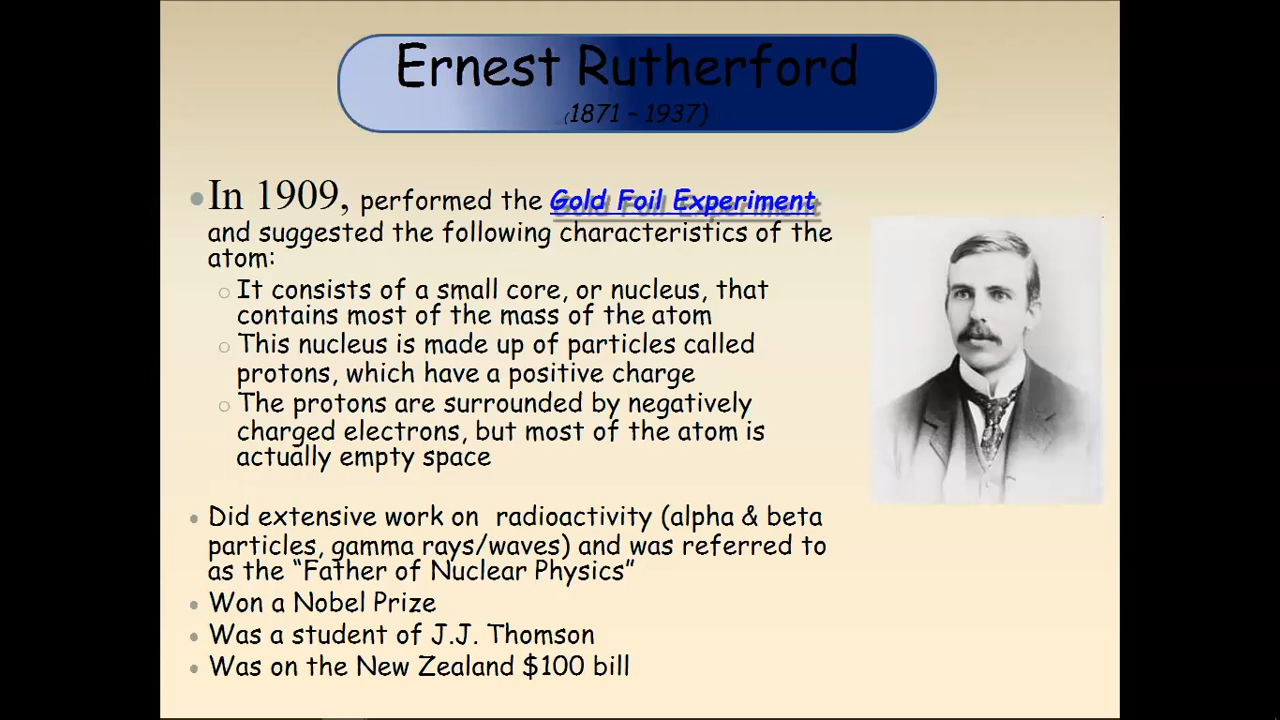 Ernest Rutherford
(1871 - 1937)
In 1909, performed the Gold Foil Experiment
and suggested the following characteristics of the
atom:
It consists of a small core, or nucleus, that
contains most of the mass of the atom
This nucleus is made up of particles called
protons, which have a positive charge
The protons are surrounded by negatively
charged electrons, but most of the atom is
actually empty space
Did extensive work on radioactivity (alpha & beta
particles, gamma rays/waves) and was referred to
as the “Father of Nuclear Physics”
Won a Nobel Prize
Was a student of J.J. Thomson
Was on the New Zealand $100 bill